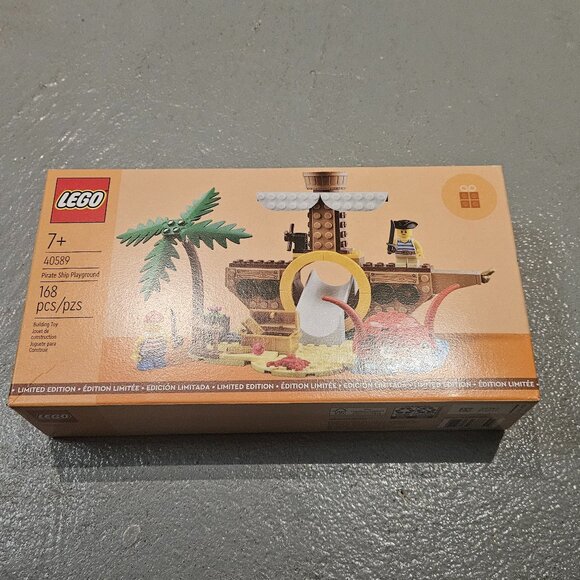 LEGO
7+
40589
Pirate Ship Playground
168
pcs/pzs
Building Toy
Jouet de
construction
Juguete para
Construir
LIMITED EDITION • ÉDITION LIMITÉE • EDICIÓN LIMITADA • LIMITED EDITION • ÉDITION LIMITÉE • EDICIÓN LIMITADA • LIMITED EDITION • ÉDITION LIMITÉE
LEGO